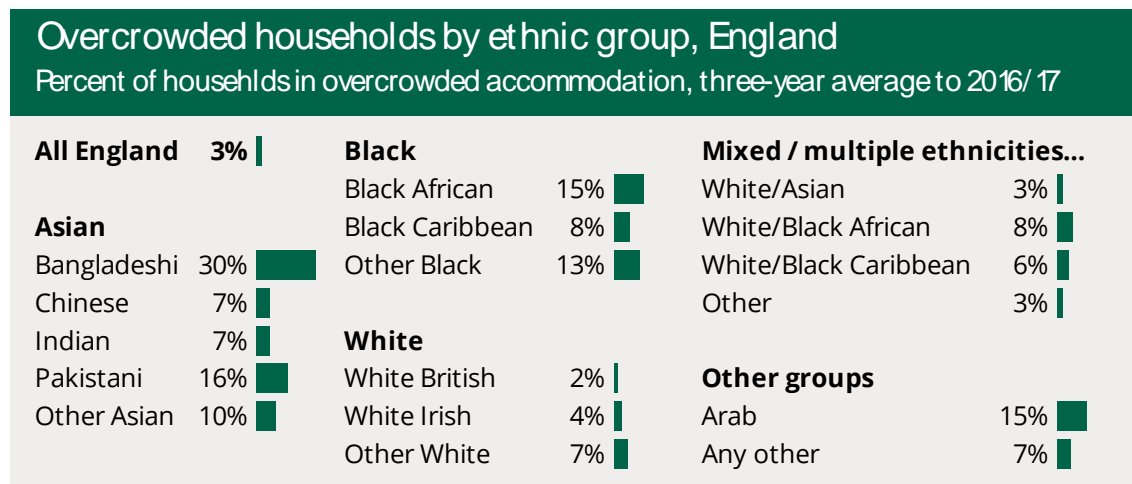 Overcrowded households by ethnic group, England
Percent of househlds in overcrowded accommodation, three-year average to 2016/17
All England 3%
Asian
Bangladeshi 30%
Chinese 7%
Indian 7%
Pakistani 16%
Other Asian 10%
Black
Black African 15%
Black Caribbean 8%
Other Black 13%
White
White British 2%
White Irish 4%
Other White 7%
Mixed / multiple ethnicities...
White/Asian 3%
White/Black African 8%
White/Black Caribbean 6%
Other 3%
Other groups
Arab 15%
Any other 7%